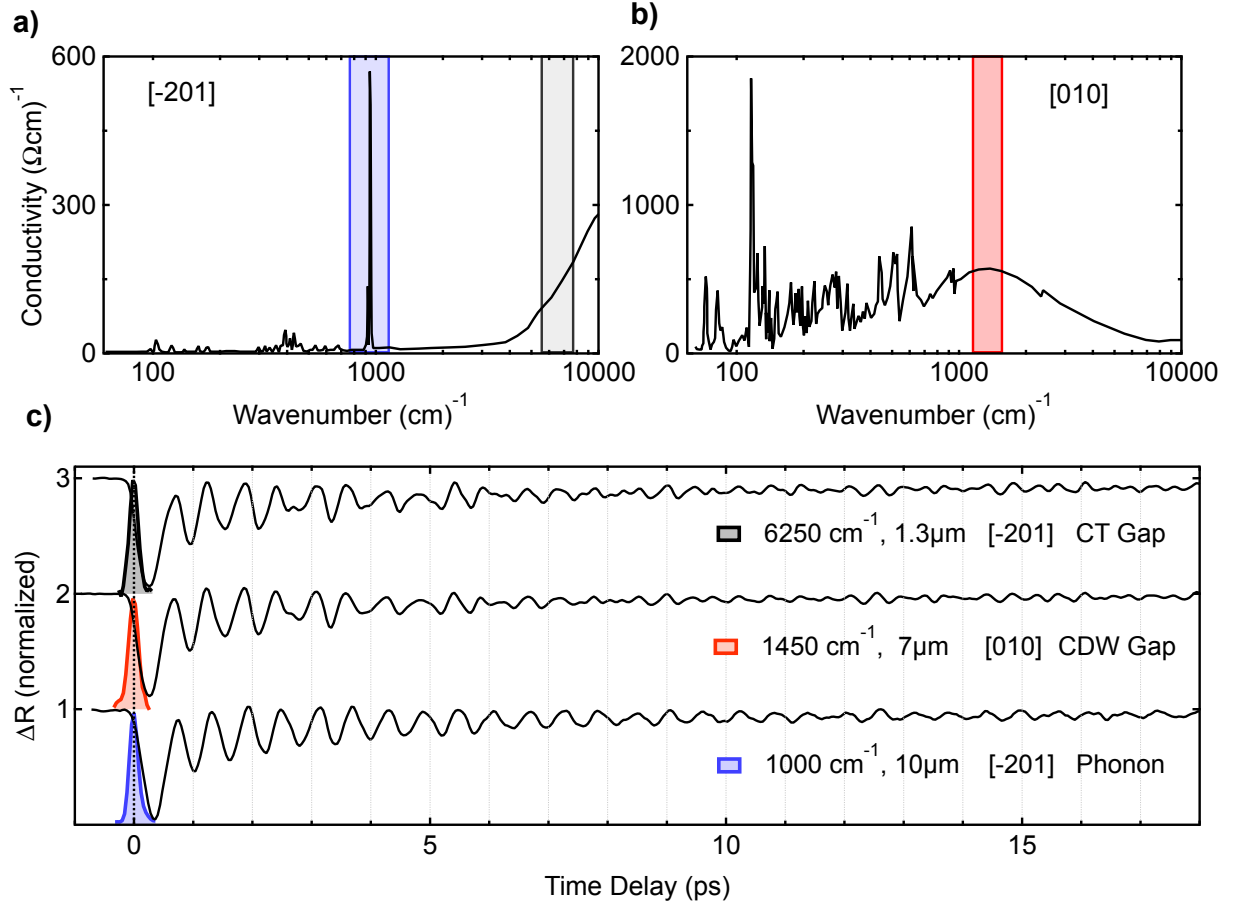 a)
b)
600
300
0
Conductivity (Ωcm)⁻¹
[-201]
100
1000
10000
Wavenumber (cm)⁻¹
2000
1000
0
[010]
100
1000
10000
Wavenumber (cm)⁻¹
c)
3
2
1
ΔR (normalized)
6250 cm⁻¹, 1.3µm [-201] CT Gap
1450 cm⁻¹, 7µm [010] CDW Gap
1000 cm⁻¹, 10µm [-201] Phonon
0
5
10
15
Time Delay (ps)